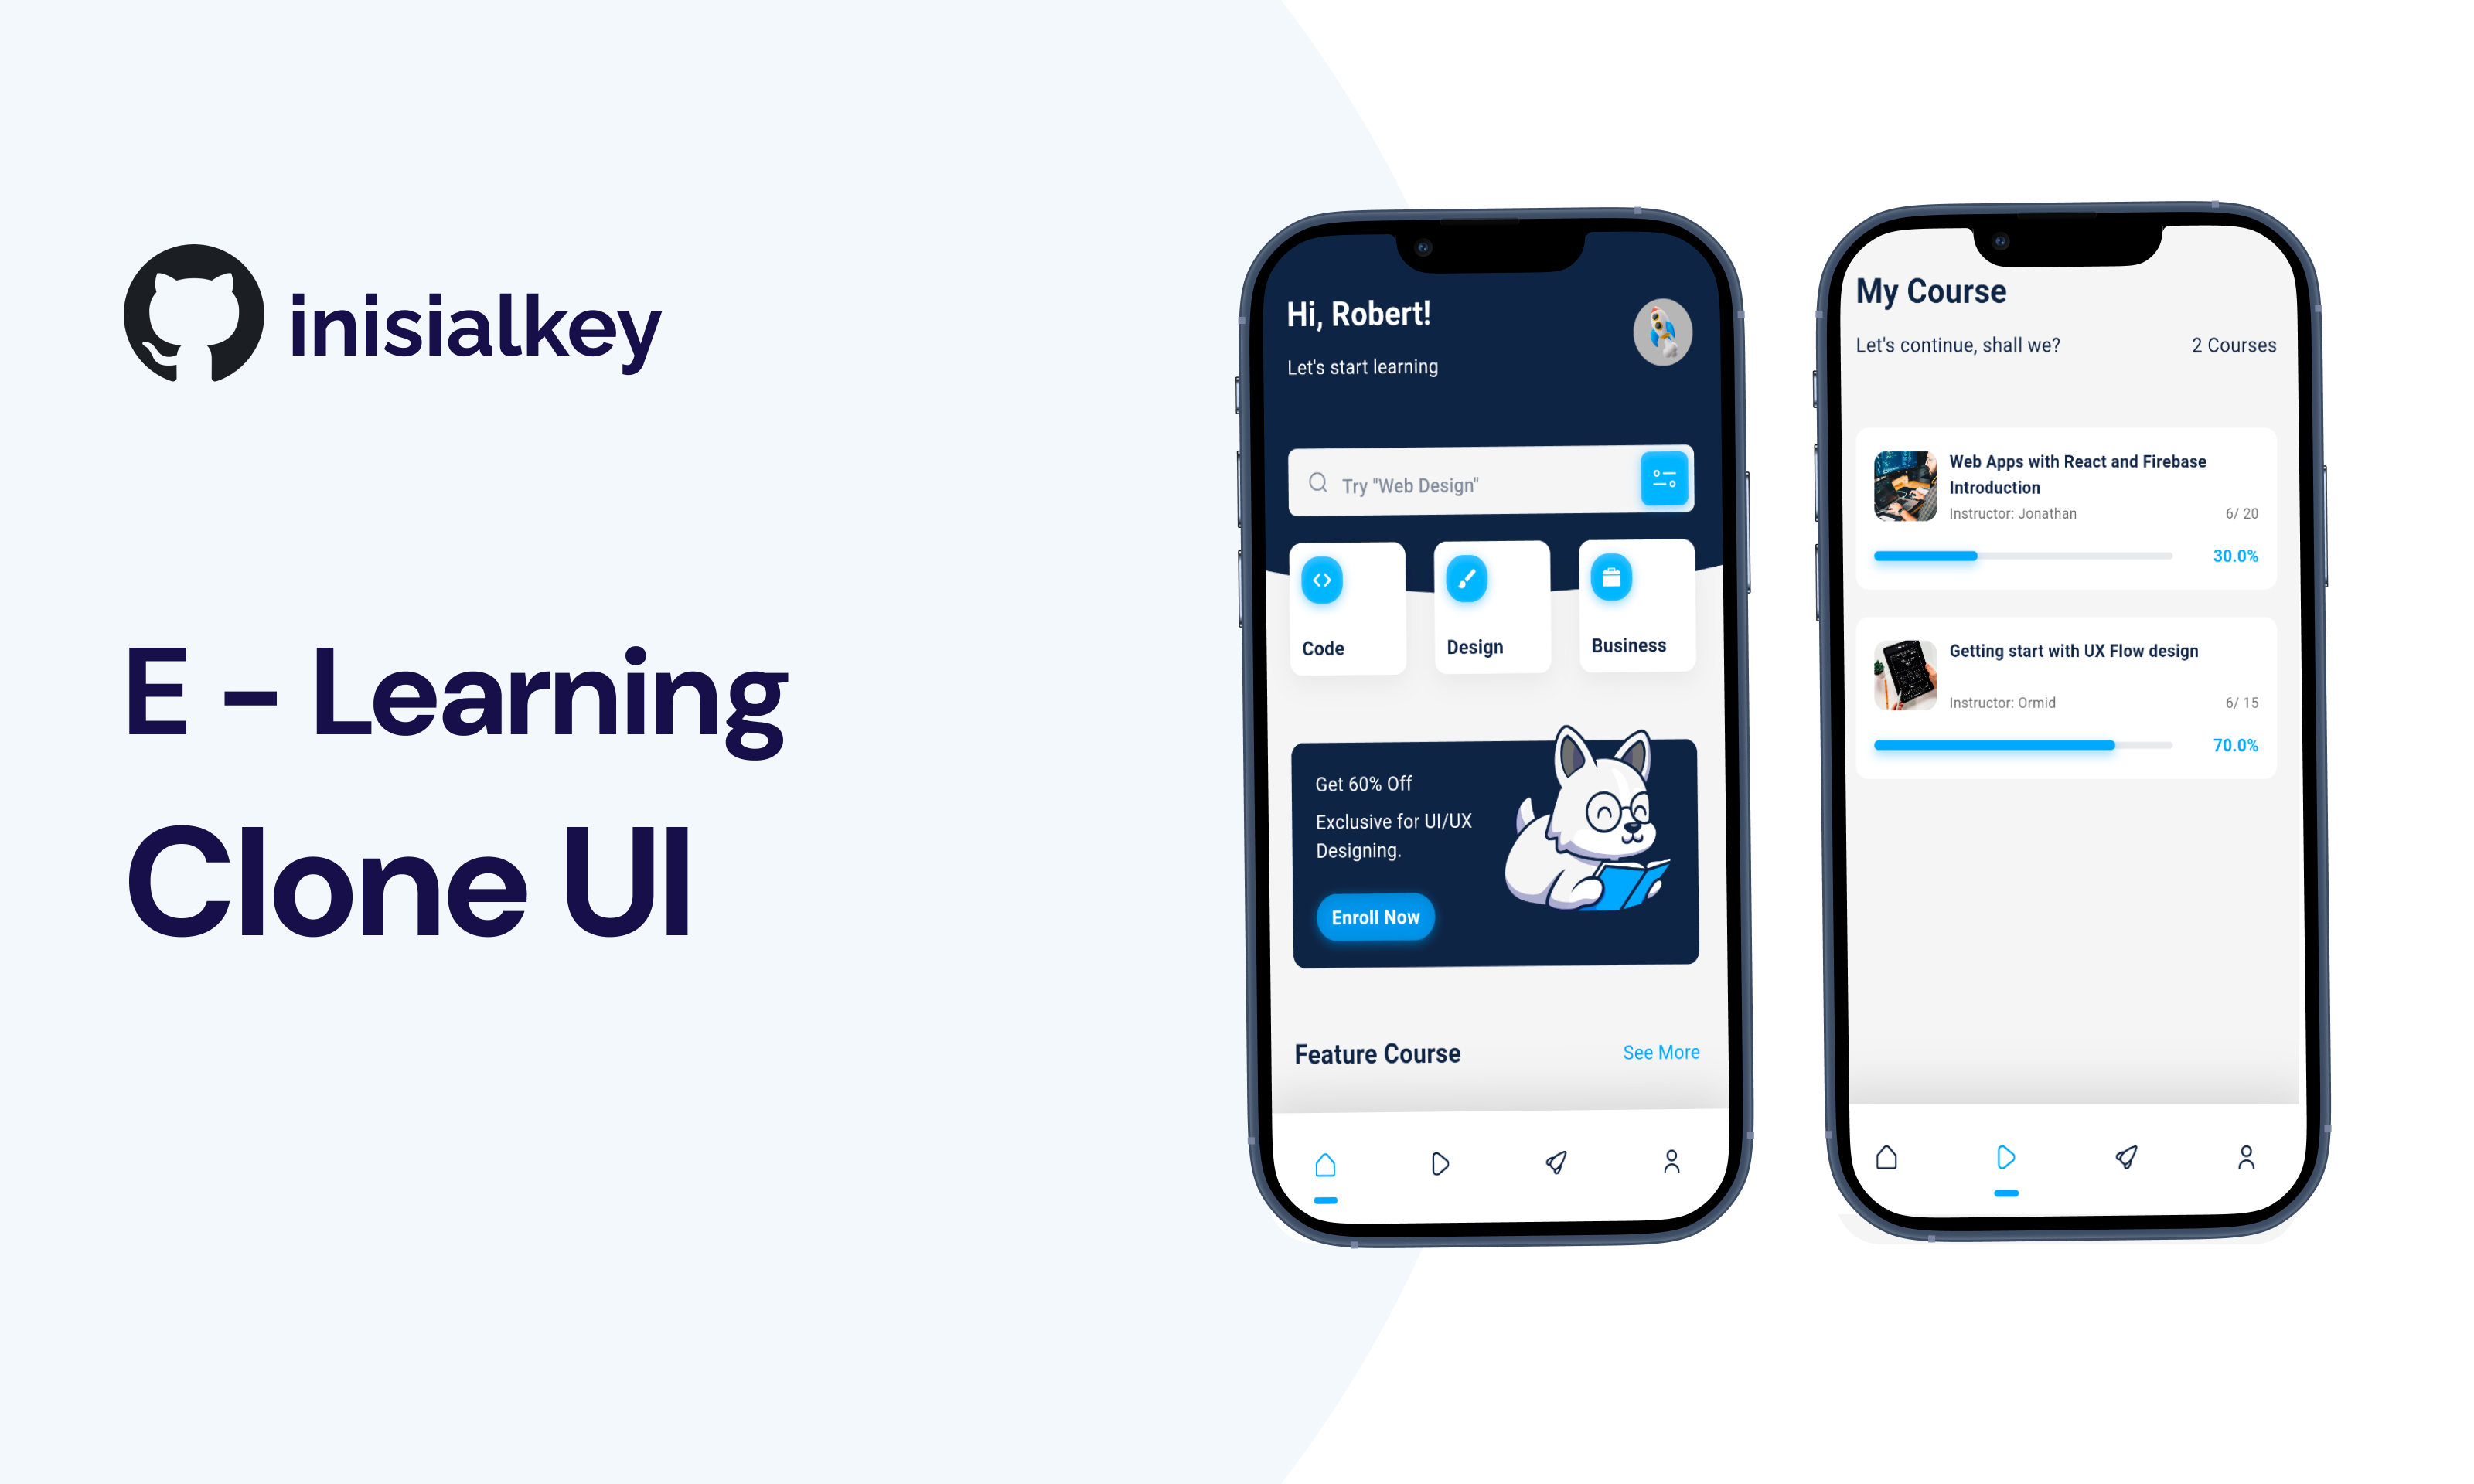 inisialkey
E - Learning
Clone UI
Hi, Robert!
Let's start learning
Try "Web Design"
Code
Design
Business
Get 60% Off
Exclusive for UI/UX
Designing.
Enroll Now
Feature Course
See More
My Course
Let's continue, shall we?
2 Courses
Web Apps with React and Firebase
Introduction
Instructor: Jonathan
6/ 20
30.0%
Getting start with UX Flow design
Instructor: Ormid
6/ 15
70.0%